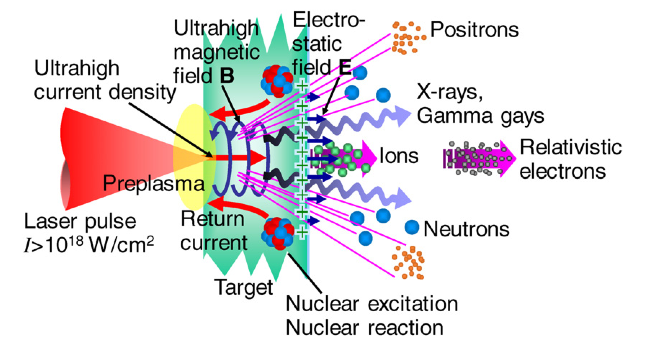 Ultrahigh
magnetic
field B
Electro-
static
field E
Positrons
Ultrahigh
current density
X-rays,
Gamma gays
Preplasma
Ions
Relativistic
electrons
Laser pulse
I>10¹⁸ W/cm²
Return
current
Neutrons
Target
Nuclear excitation
Nuclear reaction
+
+
+
+
+
+
+
+
+
+